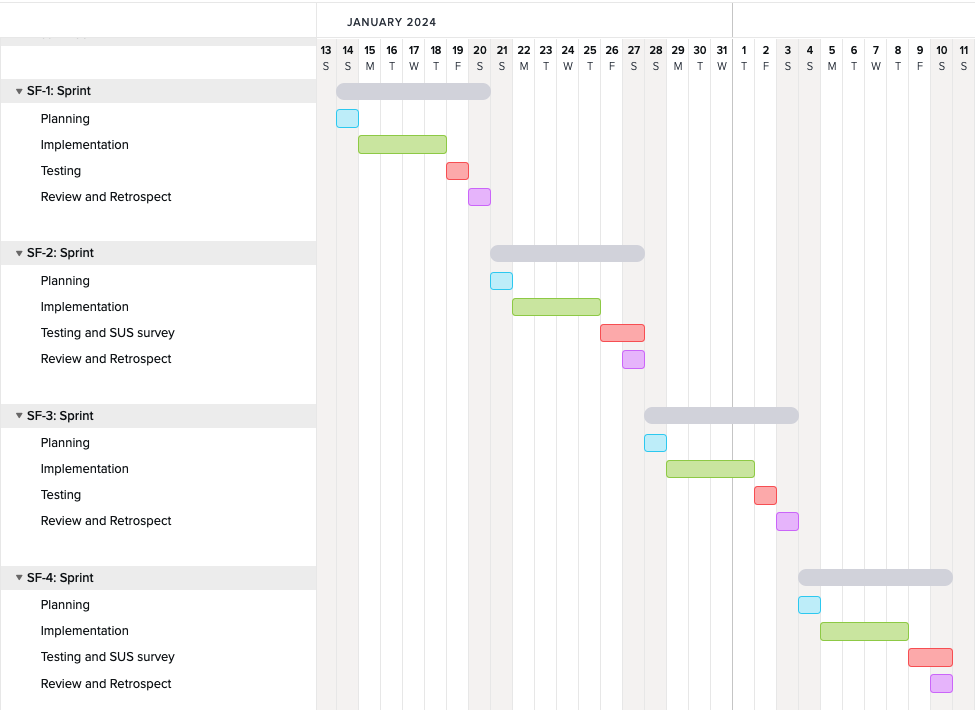 JANUARY 2024
13 14 15 16 17 18 19 20 21 22 23 24 25 26 27 28 29 30 31 1 2 3 4 5 6 7 8 9 10 11
S S M T W T F S S M T W T F S S M T W T F S S M T W T F S S
SF-1: Sprint
Planning
Implementation
Testing
Review and Retrospect
SF-2: Sprint
Planning
Implementation
Testing and SUS survey
Review and Retrospect
SF-3: Sprint
Planning
Implementation
Testing
Review and Retrospect
SF-4: Sprint
Planning
Implementation
Testing and SUS survey
Review and Retrospect